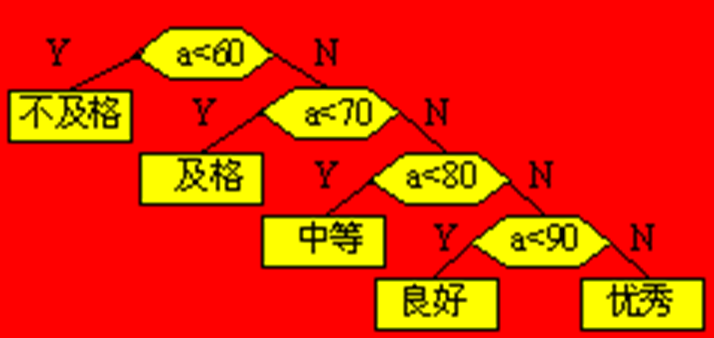 Y a<60 N
不及格 Y a<70 N
及格 Y a<80 N
中等 Y a<90 N
良好 优秀